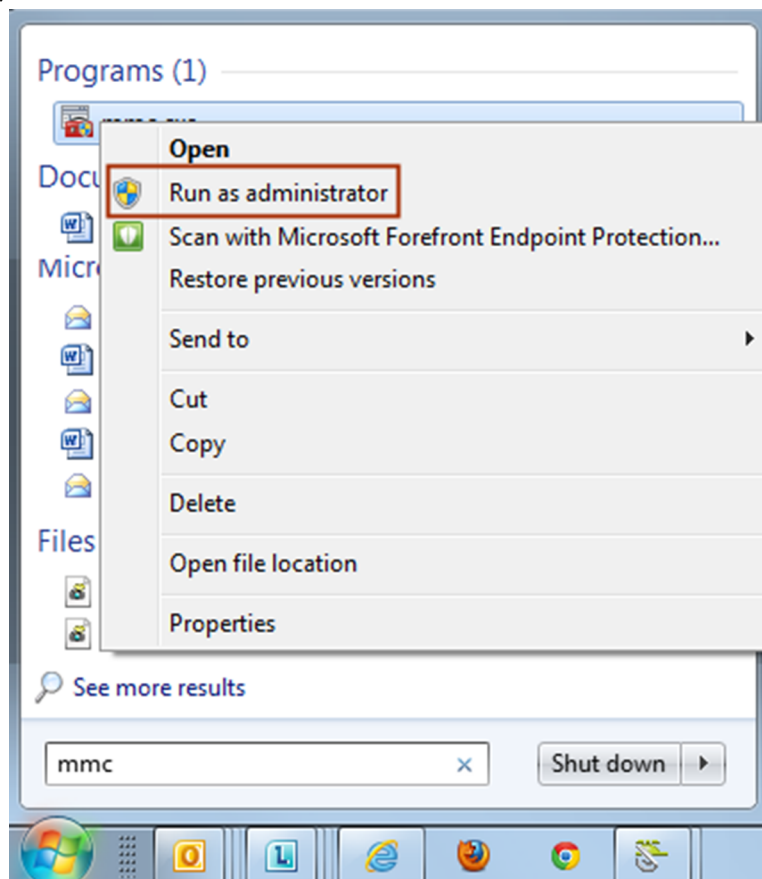 Programs (1)
Open
Run as administrator
Scan with Microsoft Forefront Endpoint Protection...
Restore previous versions
Send to
Cut
Copy
Delete
Open file location
Properties
Files
See more results
mmc
Shut down